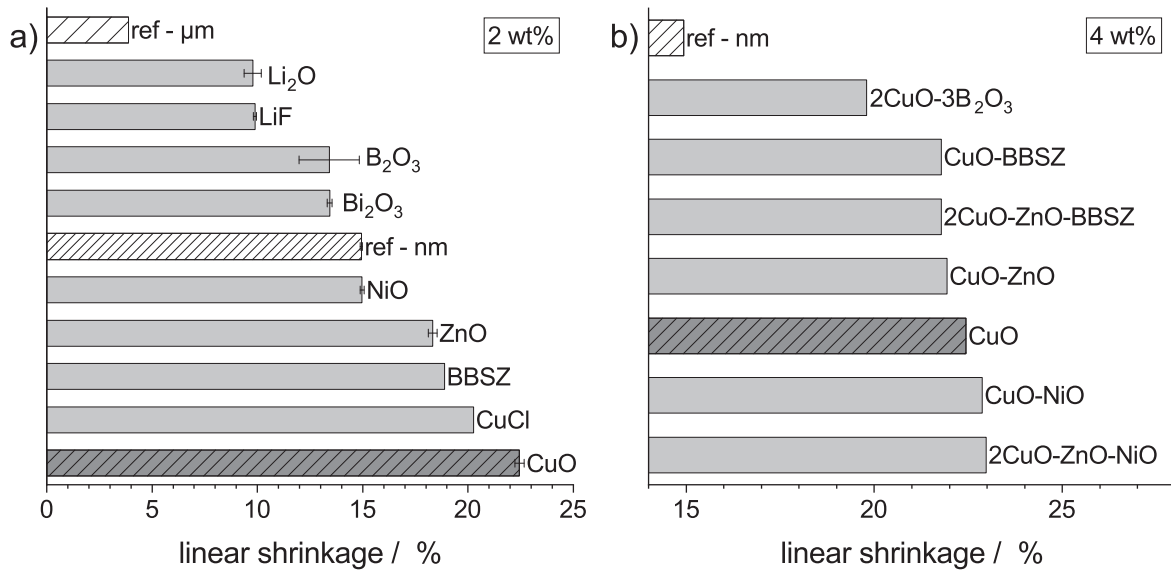 a)
2 wt%
ref - µm
Li₂O
LiF
B₂O₃
Bi₂O₃
ref - nm
NiO
ZnO
BBSZ
CuCl
CuO
0 5 10 15 20 25
linear shrinkage / %
b)
4 wt%
ref - nm
2CuO-3B₂O₃
CuO-BBSZ
2CuO-ZnO-BBSZ
CuO-ZnO
CuO
CuO-NiO
2CuO-ZnO-NiO
15 20 25
linear shrinkage / %